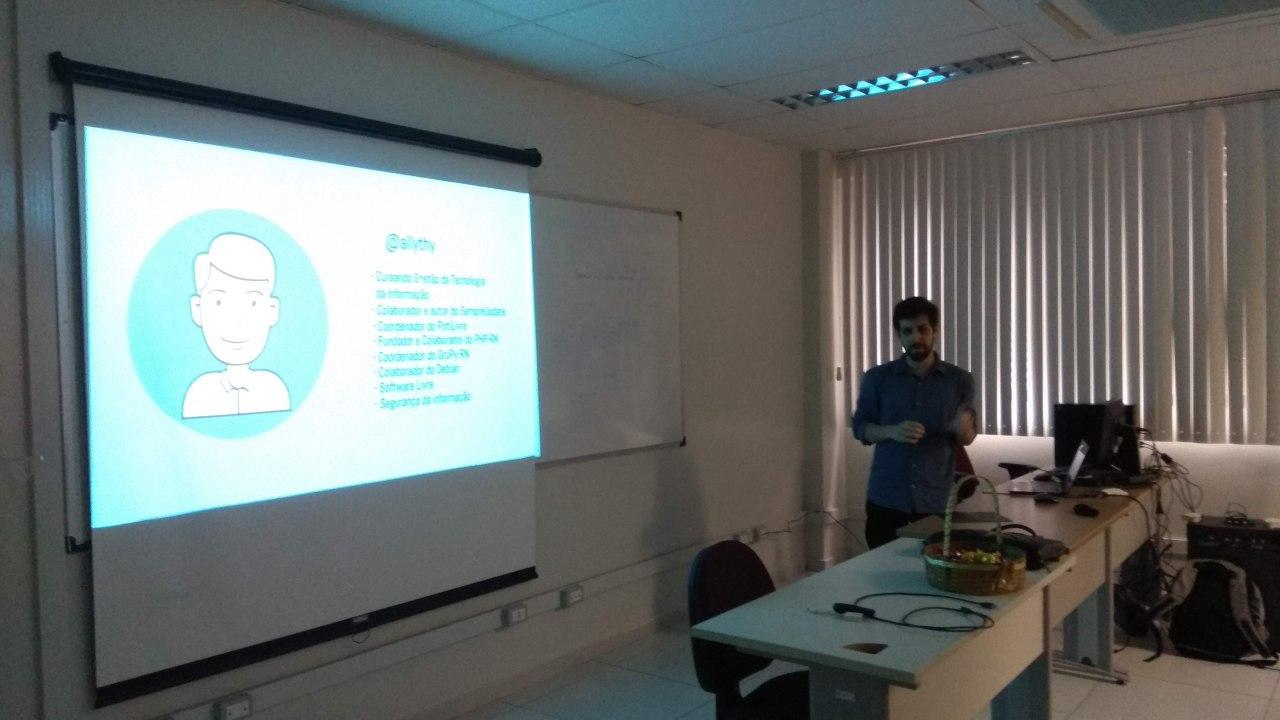 @allythy
- Cursando Gestão da Tecnologia
da Informação
- Colaborador e autor do SempreUpdate
- Coordenador do PotiLivre
- Fundador e Colaborador do PHP-RN
- Coordenador do GruPy-RN
- Colaborador do Debian
- Software Livre
- Segurança da informação